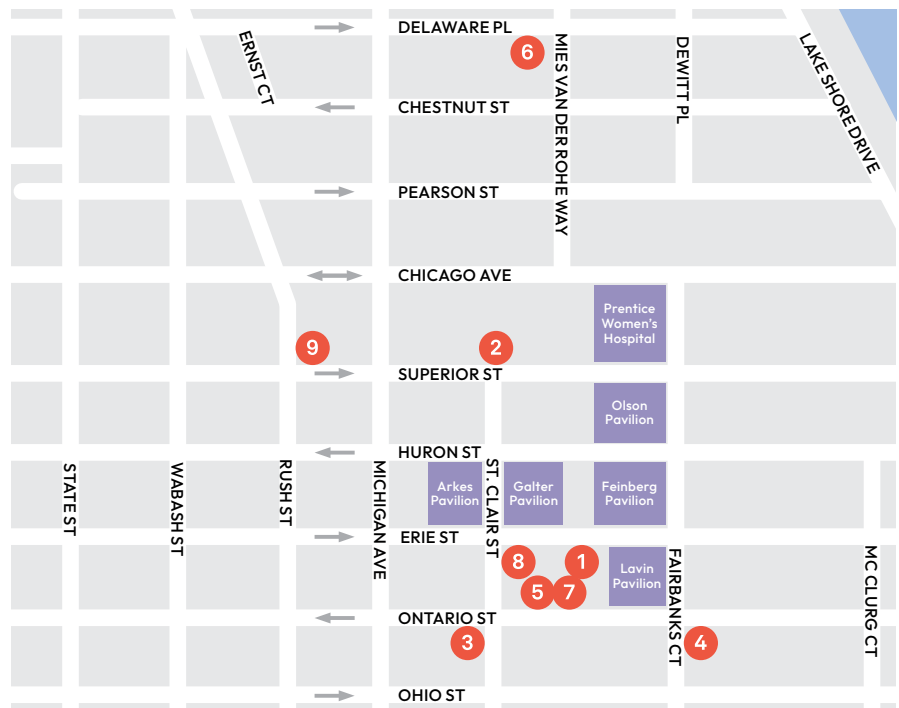 DELAWARE PL
ERNST CT
6
MIES VAN DER ROHE WAY
DEWITT PL
LAKE SHORE DRIVE
CHESTNUT ST
PEARSON ST
CHICAGO AVE
Prentice
Women's
Hospital
9
2
SUPERIOR ST
Olson
Pavilion
HURON ST
STATE ST
WABASH ST
RUSH ST
MICHIGAN AVE
Arkes
Pavilion
ST. CLAIR ST
Galter
Pavilion
Feinberg
Pavilion
ERIE ST
8
1
5
7
Lavin
Pavilion
FAIRBANKS CT
MC CLURG CT
ONTARIO ST
3
4
OHIO ST